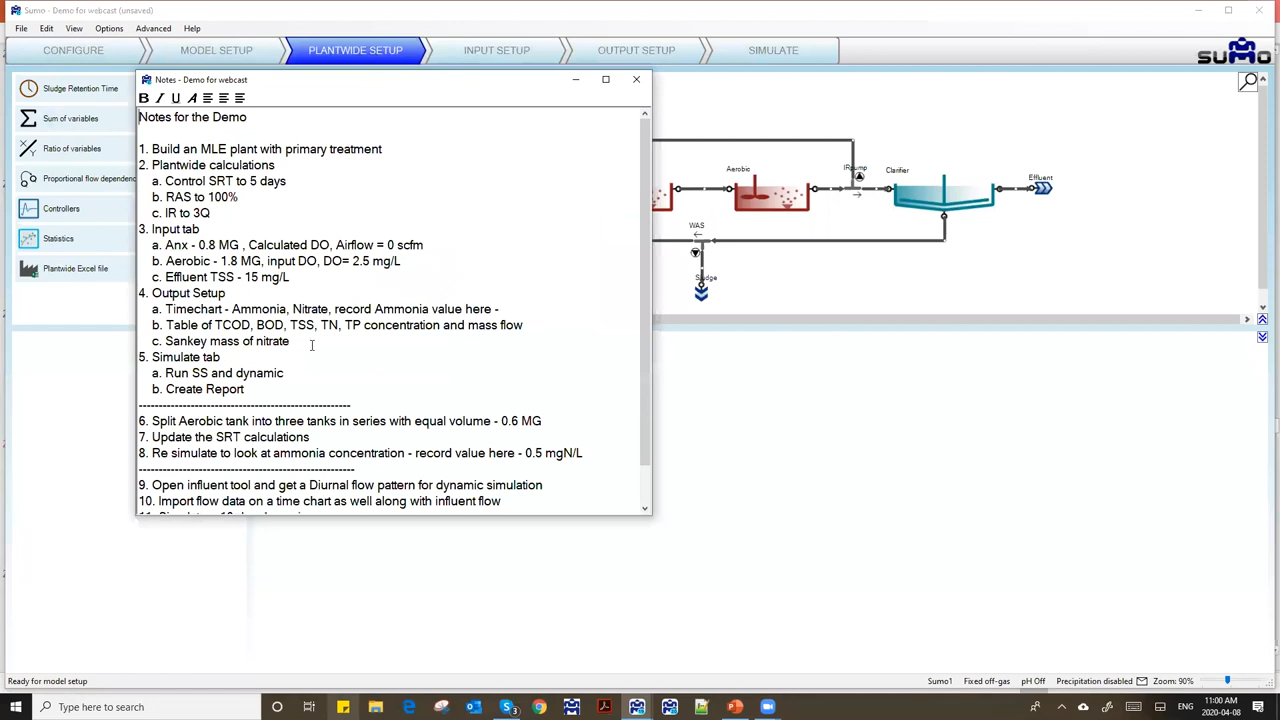 Sumo - Demo for webcast (unsaved)
File Edit View Options Advanced Help
CONFIGURE MODEL SETUP PLANTWIDE SETUP INPUT SETUP OUTPUT SETUP SIMULATE
sumo
Sludge Retention Time
Sum of variables
Ratio of variables
Proportional flow dependenc
Controllers
Statistics
Plantwide Excel file
Notes - Demo for webcast
B I U A
Notes for the Demo
1. Build an MLE plant with primary treatment
2. Plantwide calculations
a. Control SRT to 5 days
b. RAS to 100%
c. IR to 3Q
3. Input tab
a. Anx - 0.8 MG , Calculated DO, Airflow = 0 scfm
b. Aerobic - 1.8 MG, input DO, DO= 2.5 mg/L
c. Effluent TSS - 15 mg/L
4. Output Setup
a. Timechart - Ammonia, Nitrate, record Ammonia value here -
b. Table of TCOD, BOD, TSS, TN, TP concentration and mass flow
c. Sankey mass of nitrate
5. Simulate tab
a. Run SS and dynamic
b. Create Report
----------------------------------------------------
6. Split Aerobic tank into three tanks in series with equal volume - 0.6 MG
7. Update the SRT calculations
8. Re simulate to look at ammonia concentration - record value here - 0.5 mgN/L
-----------------------------------------------------
9. Open influent tool and get a Diurnal flow pattern for dynamic simulation
10. Import flow data on a time chart as well along with influent flow
Aerobic
IRpump
Clarifier
Effluent
WAS
Sludge
Ready for model setup
Sumo1 Fixed off-gas pH Off Precipitation disabled Zoom: 90%
Type here to search
ENG
11:00 AM
2020-04-08